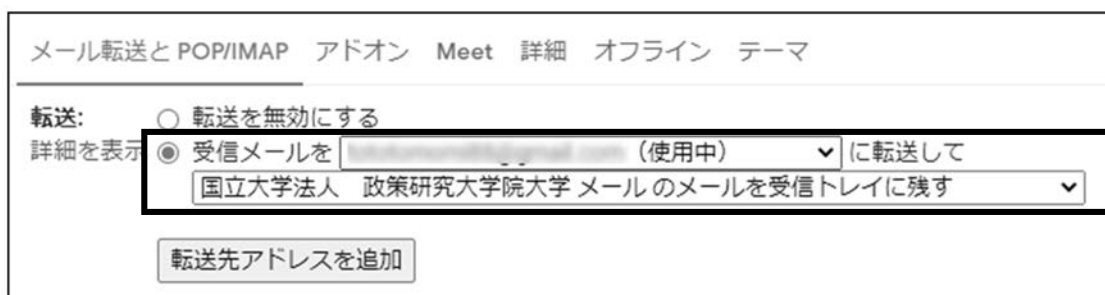 メール転送と POP/IMAP アドオン Meet 詳細 オフライン テーマ
転送: 転送を無効にする
詳細を表示 受信メールを @gmail.com (使用中) に転送して
国立大学法人 政策研究大学院大学 メール のメールを受信トレイに残す
転送先アドレスを追加